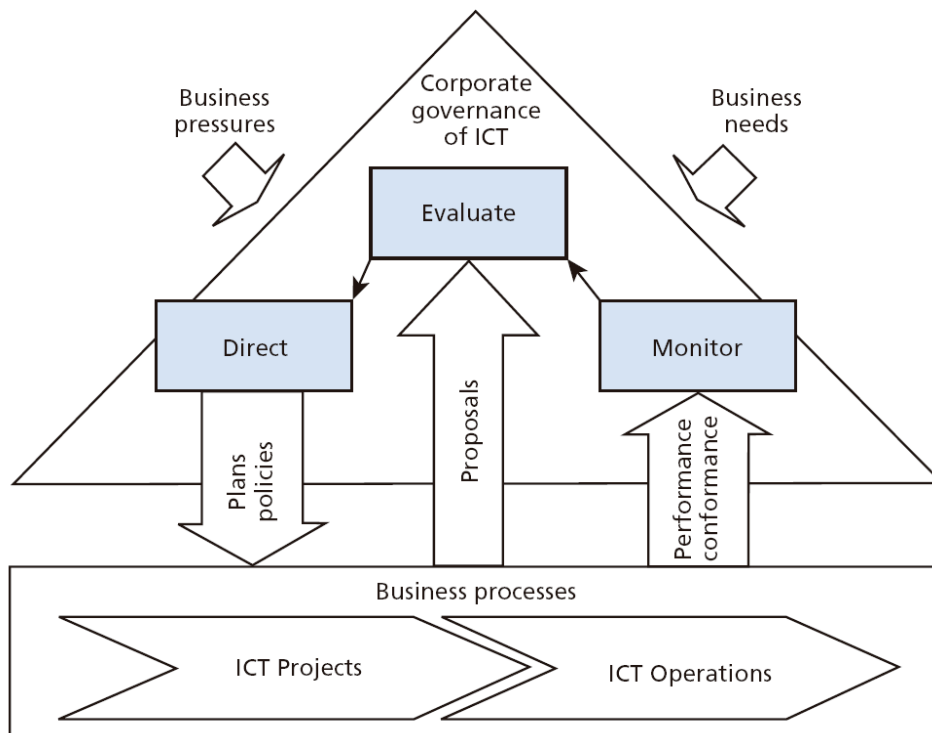 Corporate
governance
of ICT
Business
pressures
Business
needs
Evaluate
Direct
Monitor
Plans
policies
Proposals
Performance
conformance
Business processes
ICT Projects
ICT Operations